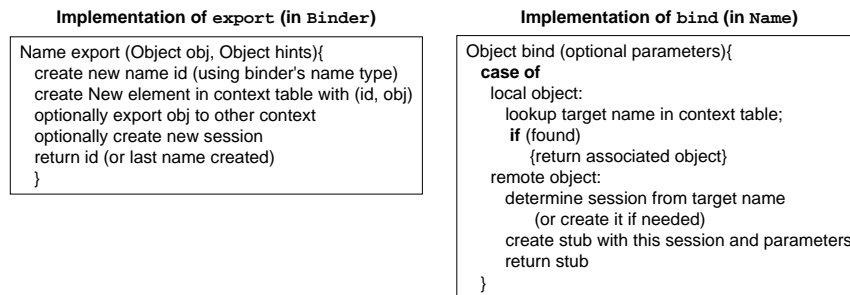 Implementation of export (in Binder)
Name export (Object obj, Object hints){
create new name id (using binder's name type)
create New element in context table with (id, obj)
optionally export obj to other context
optionally create new session
return id (or last name created)
}
Implementation of bind (in Name)
Object bind (optional parameters){
case of
local object:
lookup target name in context table;
if (found)
{return associated object}
remote object:
determine session from target name
(or create it if needed)
create stub with this session and parameters
return stub
}